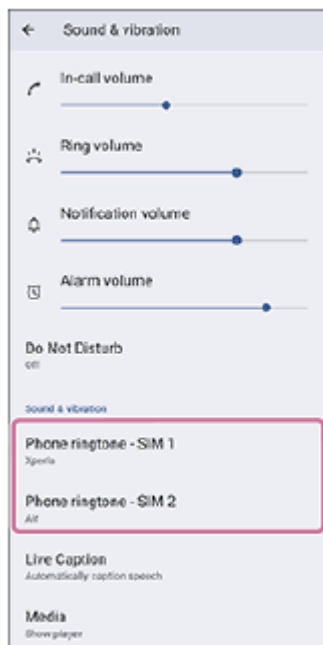 Sound & vibration
In-call volume
Ring volume
Notification volume
Alarm volume
Do Not Disturb
Off
Sound & vibration
Phone ringtone - SIM 1
Xperia
Phone ringtone - SIM 2
Air
Live Caption
Automatically caption speech
Media
Show player